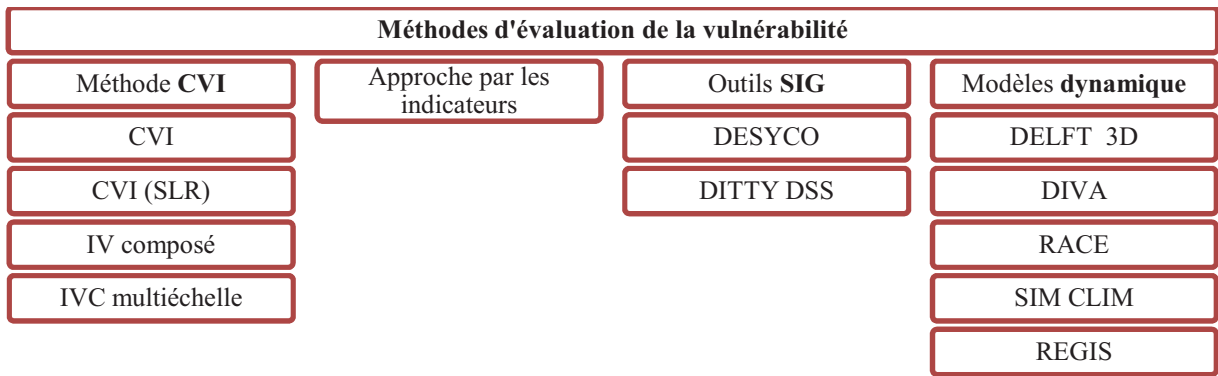 Méthodes d'évaluation de la vulnérabilité
Méthode CVI
CVI
CVI (SLR)
IV composé
IVC multiéchelle
Approche par les
indicateurs
Outils SIG
DESYCO
DITTY DSS
Modèles dynamique
DELFT 3D
DIVA
RACE
SIM CLIM
REGIS